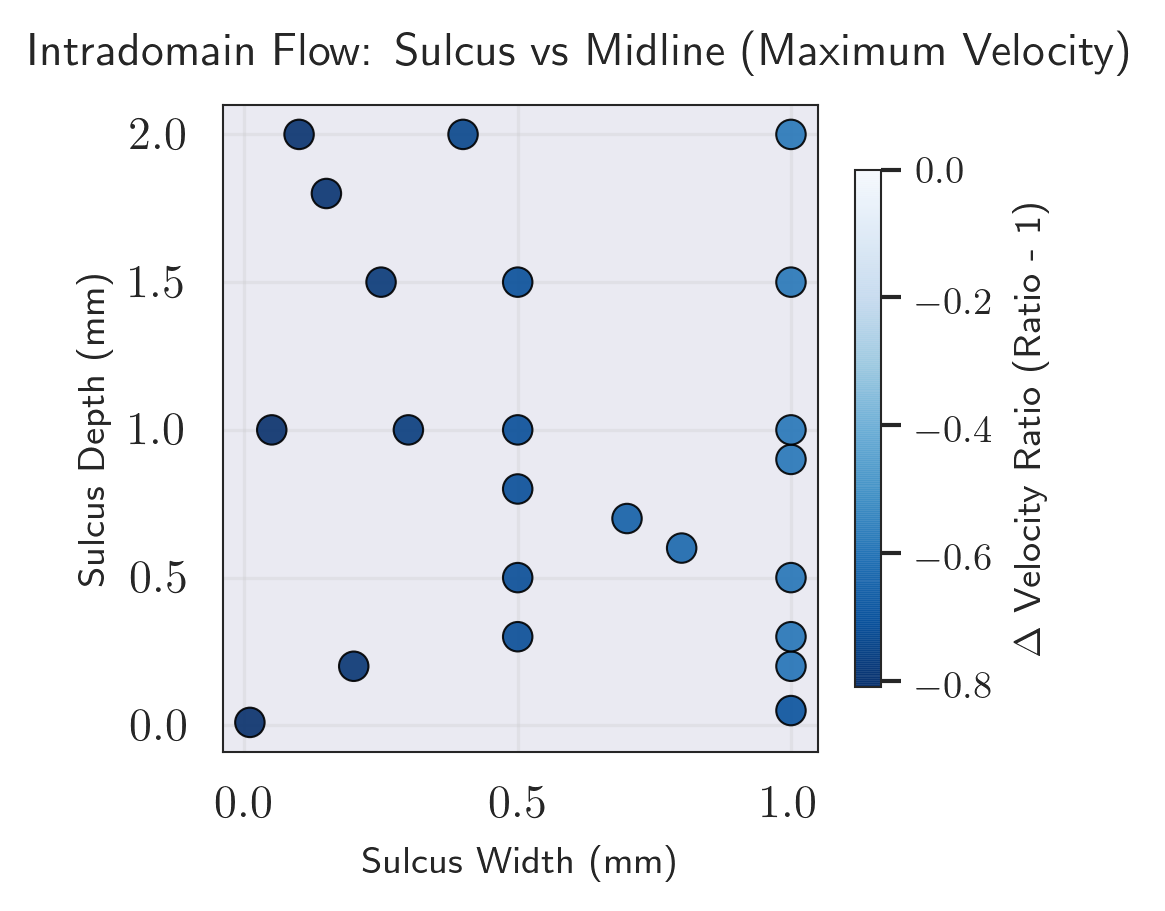 Intradomain Flow: Sulcus vs Midline (Maximum Velocity)
2.0
1.5
1.0
0.5
0.0
Sulcus Depth (mm)
0.0 0.5 1.0
Sulcus Width (mm)
0.0
−0.2
−0.4
−0.6
−0.8
Δ Velocity Ratio (Ratio - 1)